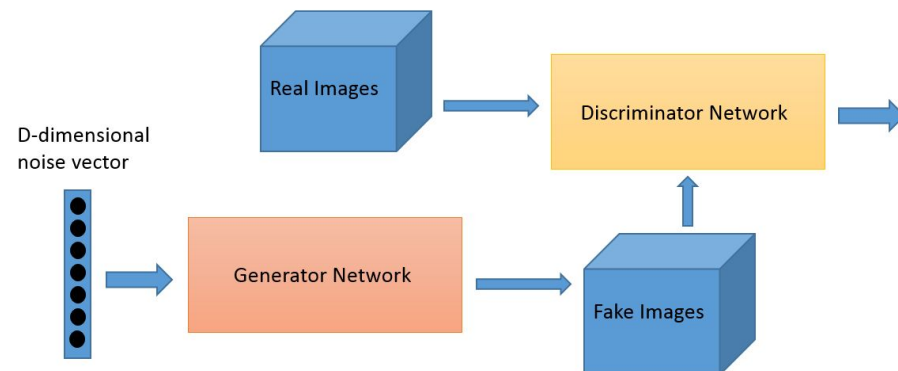 Real Images
Discriminator Network
D-dimensional
noise vector
Generator Network
Fake Images